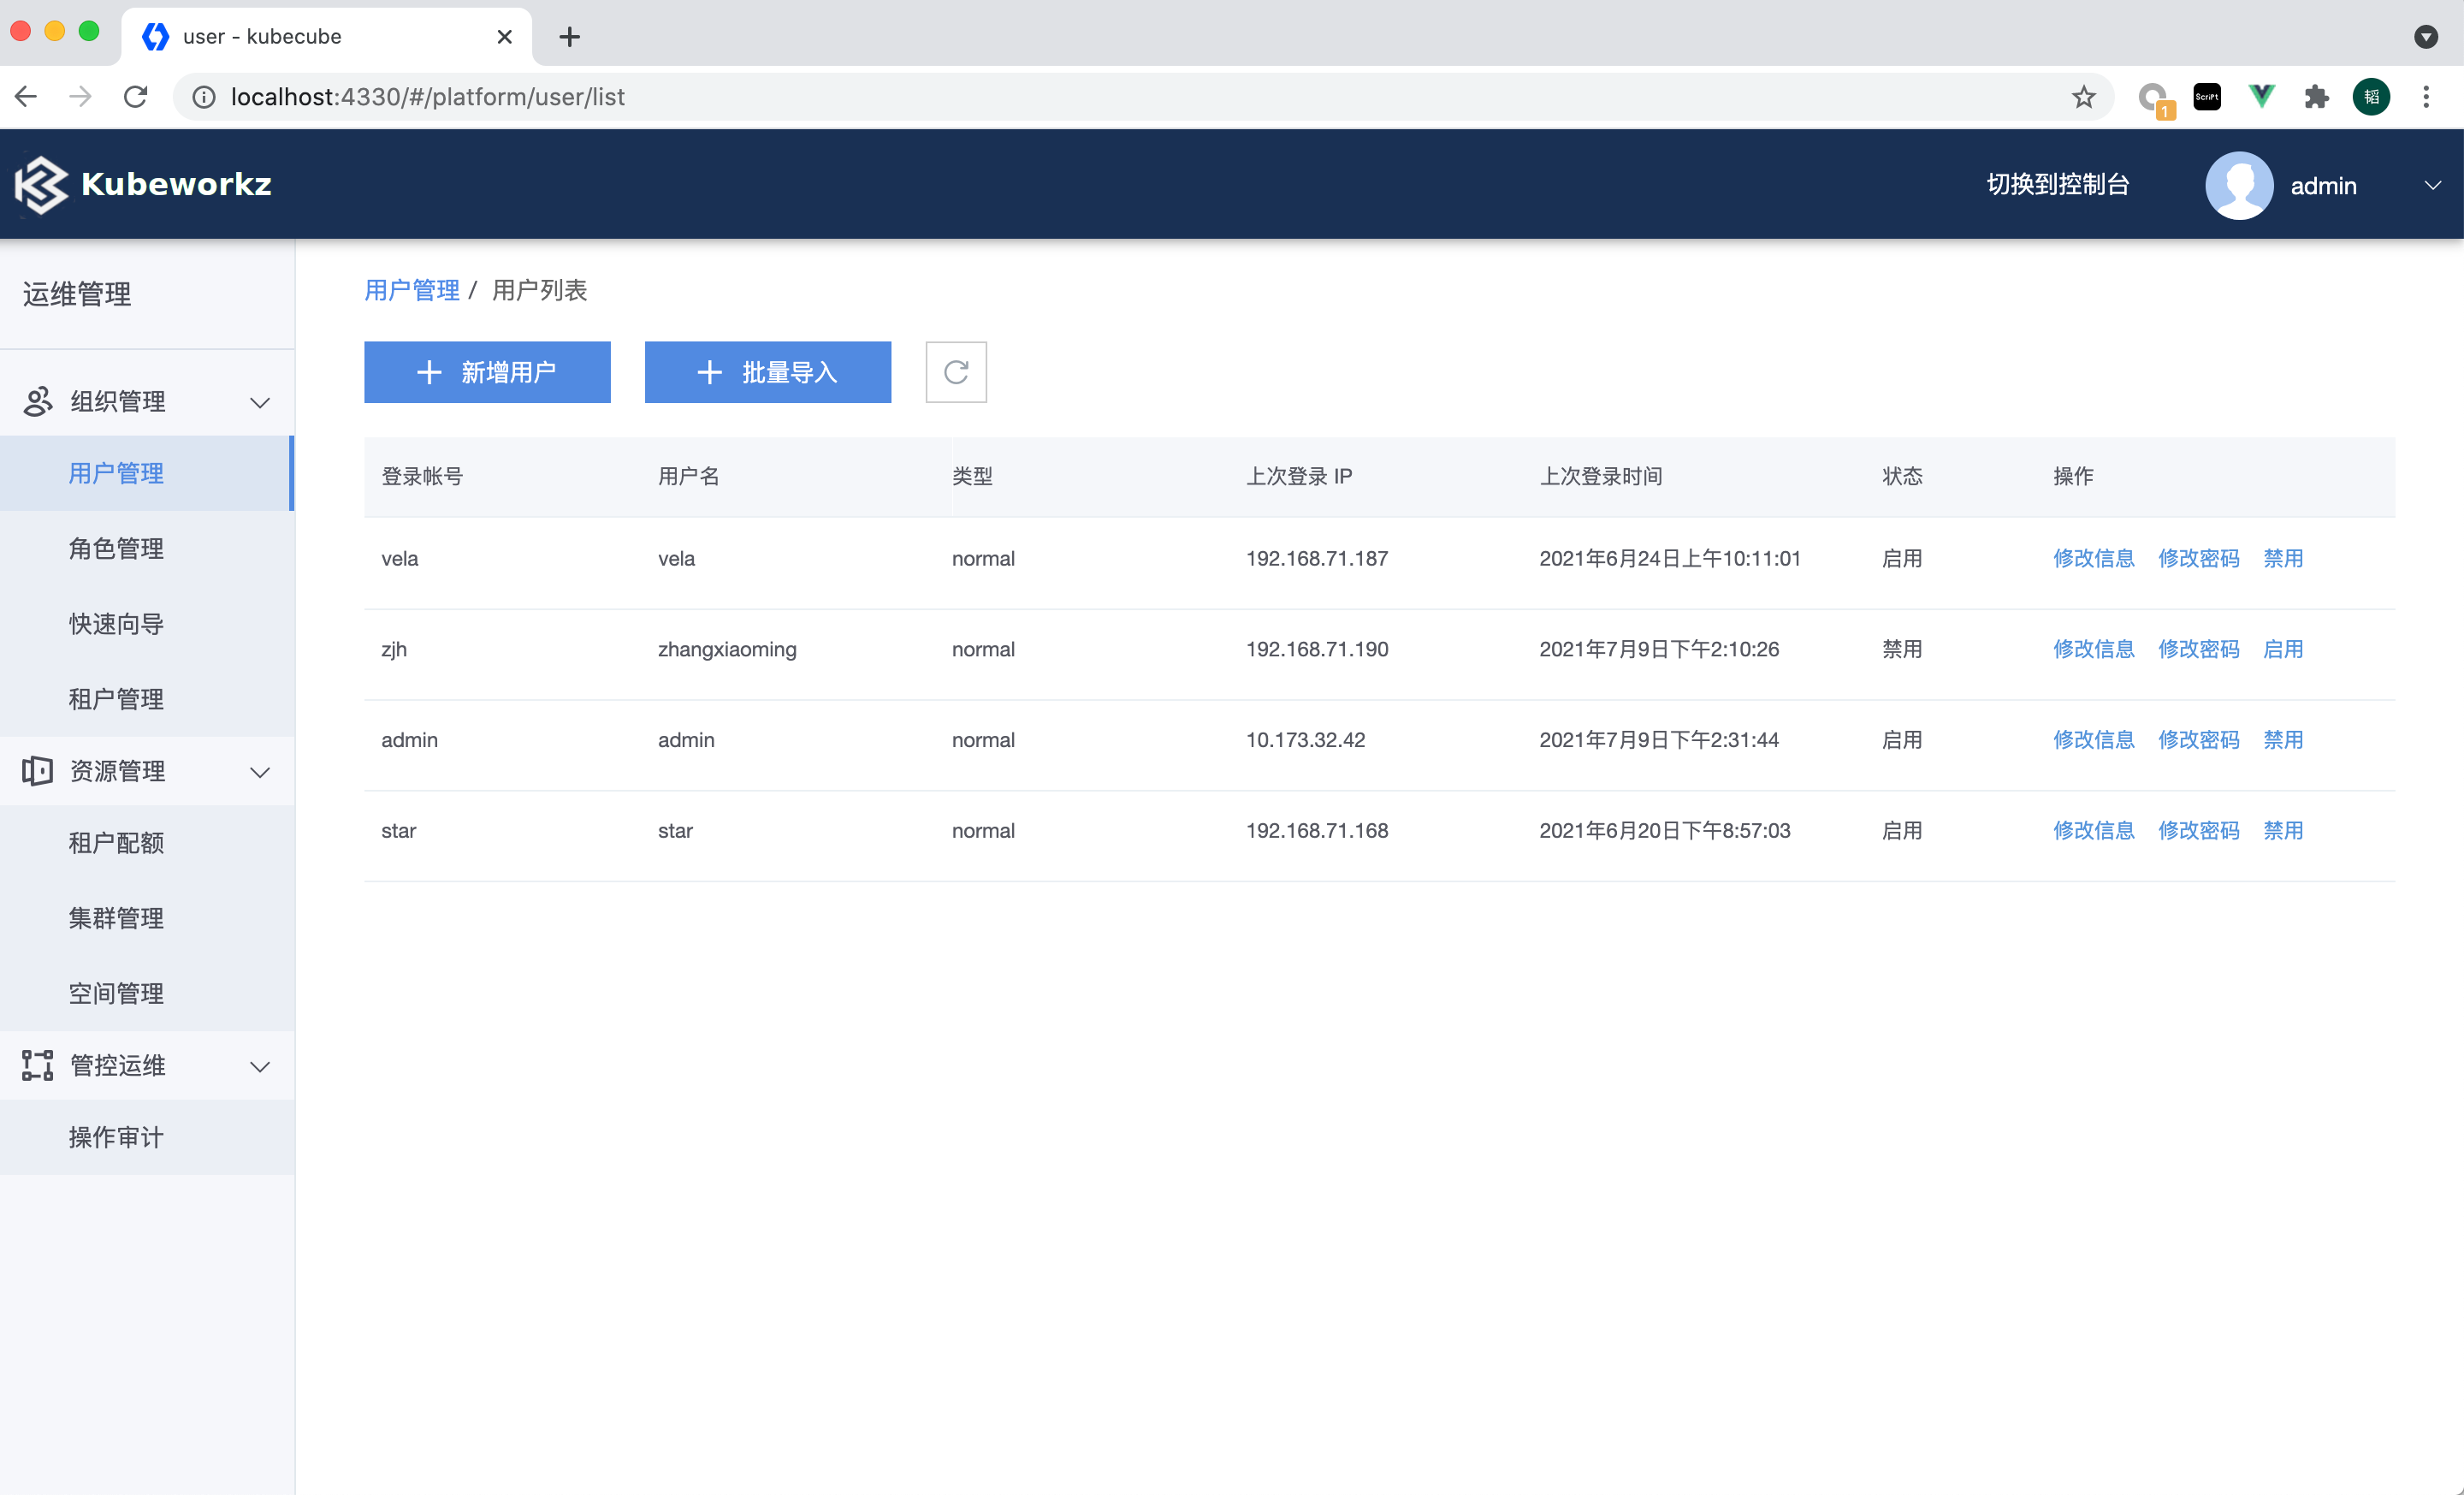 user - kubecube
localhost:4330/#/platform/user/list
1
Script
韬
Kubeworkz
切换到控制台
admin
运维管理
组织管理
用户管理
角色管理
快速向导
租户管理
资源管理
租户配额
集群管理
空间管理
管控运维
操作审计
用户管理 / 用户列表
新增用户 批量导入
登录帐号 用户名 类型 上次登录 IP 上次登录时间 状态 操作
vela vela normal 192.168.71.187 2021年6月24日上午10:11:01 启用 修改信息 修改密码 禁用
zjh zhangxiaoming normal 192.168.71.190 2021年7月9日下午2:10:26 禁用 修改信息 修改密码 启用
admin admin normal 10.173.32.42 2021年7月9日下午2:31:44 启用 修改信息 修改密码 禁用
star star normal 192.168.71.168 2021年6月20日下午8:57:03 启用 修改信息 修改密码 禁用